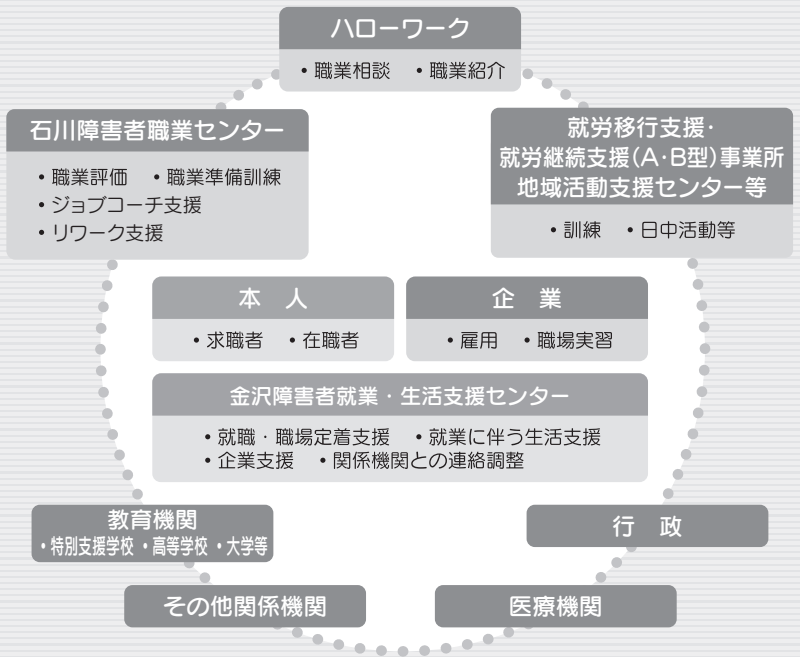 ハローワーク
・職業相談 ・職業紹介
石川障害者職業センター
・職業評価 ・職業準備訓練
・ジョブコーチ支援
・リワーク支援
就労移行支援・
就労継続支援(A・B型)事業所
地域活動支援センター等
・訓練 ・日中活動等
本 人
・求職者 ・在職者
企 業
・雇用 ・職場実習
金沢障害者就業・生活支援センター
・就職・職場定着支援 ・就業に伴う生活支援
・企業支援 ・関係機関との連絡調整
教育機関
・特別支援学校 ・高等学校 ・大学等
行 政
その他関係機関
医療機関